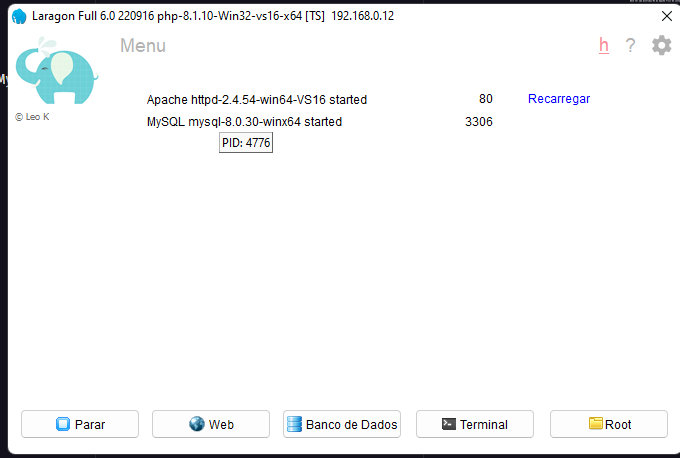 Laragon Full 6.0 220916 php-8.1.10-Win32-vs16-x64 [TS] 192.168.0.12
Menu h ?
© Leo K
Apache httpd-2.4.54-win64-VS16 started 80 Recarregar
MySQL mysql-8.0.30-winx64 started 3306
PID: 4776
Parar Web Banco de Dados Terminal Root